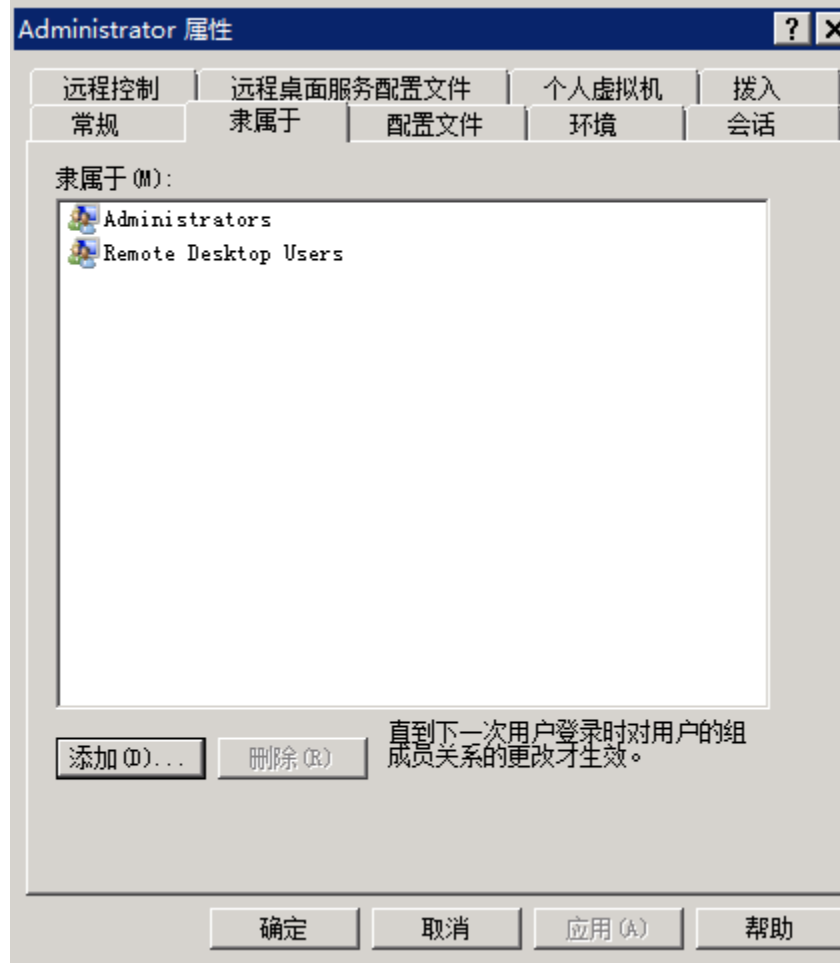 Administrator 属性
远程控制
远程桌面服务配置文件
个人虚拟机
拨入
常规
隶属于
配置文件
环境
会话
隶属于(M):
Administrators
Remote Desktop Users
添加(D)...
删除(R)
直到下一次用户登录时对用户的组
成员关系的更改才生效。
确定
取消
应用(A)
帮助